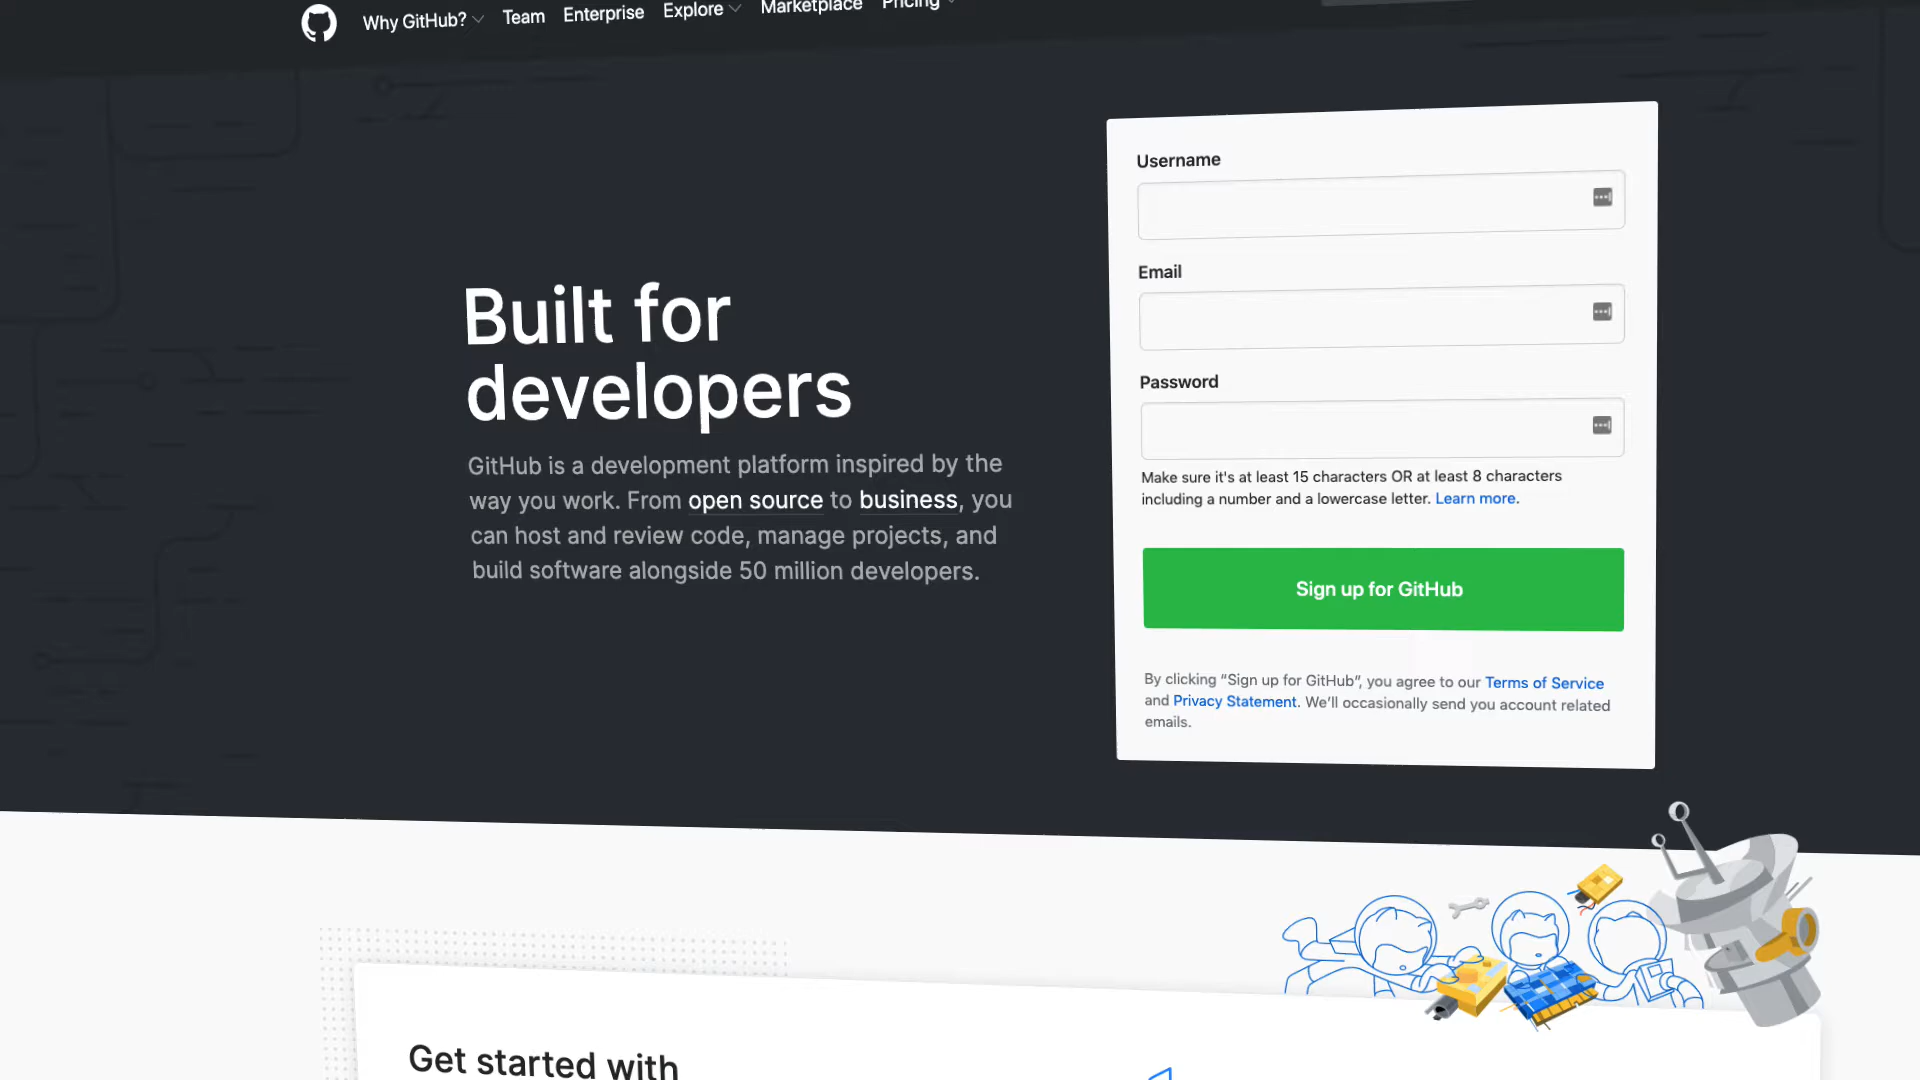 Why GitHub? Team Enterprise Explore Marketplace Pricing
Username
Email
Built for
developers
Password
GitHub is a development platform inspired by the
way you work. From open source to business, you
can host and review code, manage projects, and
build software alongside 50 million developers.
Make sure it's at least 15 characters OR at least 8 characters
including a number and a lowercase letter. Learn more.
Sign up for GitHub
By clicking “Sign up for GitHub”, you agree to our Terms of Service
and Privacy Statement. We’ll occasionally send you account related
emails.
Get started with